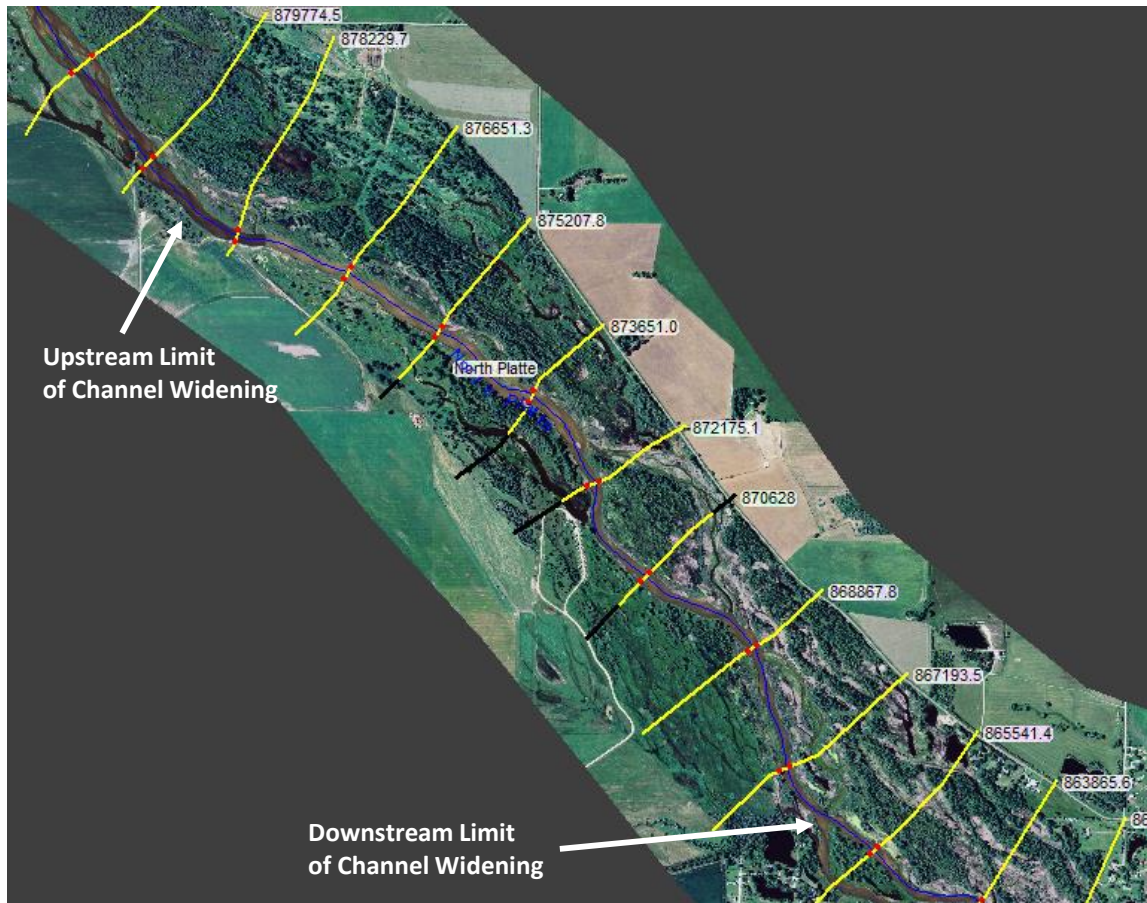 879774.5
878229.7
876651.3
875207.8
873651.0
North Platte
872175.1
870628
868867.8
867193.5
865541.4
863865.6
Upstream Limit
of Channel Widening
Downstream Limit
of Channel Widening